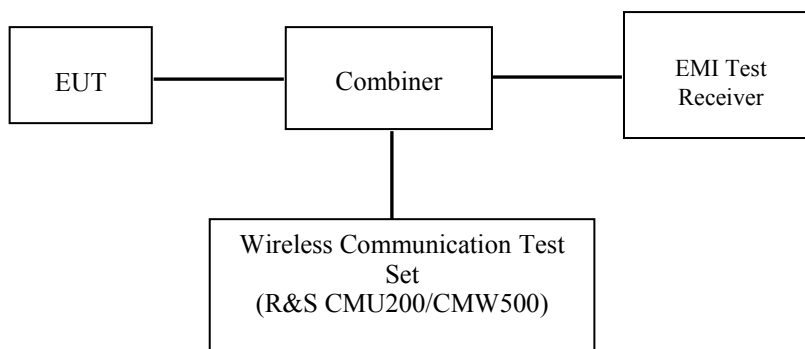 EUT
Combiner
EMI Test
Receiver
Wireless Communication Test
Set
(R&S CMU200/CMW500)